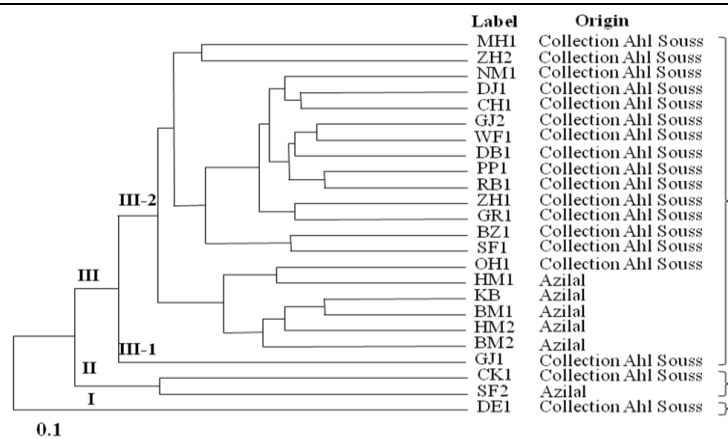 Label Origin
MH1 Collection Ahl Souss
ZH2 Collection Ahl Souss
NM1 Collection Ahl Souss
DJ1 Collection Ahl Souss
CH1 Collection Ahl Souss
GJ2 Collection Ahl Souss
WF1 Collection Ahl Souss
DB1 Collection Ahl Souss
PP1 Collection Ahl Souss
RB1 Collection Ahl Souss
III-2 ZH1 Collection Ahl Souss
GR1 Collection Ahl Souss
BZ1 Collection Ahl Souss
SF1 Collection Ahl Souss
OH1 Collection Ahl Souss
III HM1 Azilal
KB Azilal
BM1 Azilal
HM2 Azilal
III-1 BM2 Azilal
GJ1 Collection Ahl Souss
II CK1 Collection Ahl Souss
I SF2 Azilal
DE1 Collection Ahl Souss
0.1